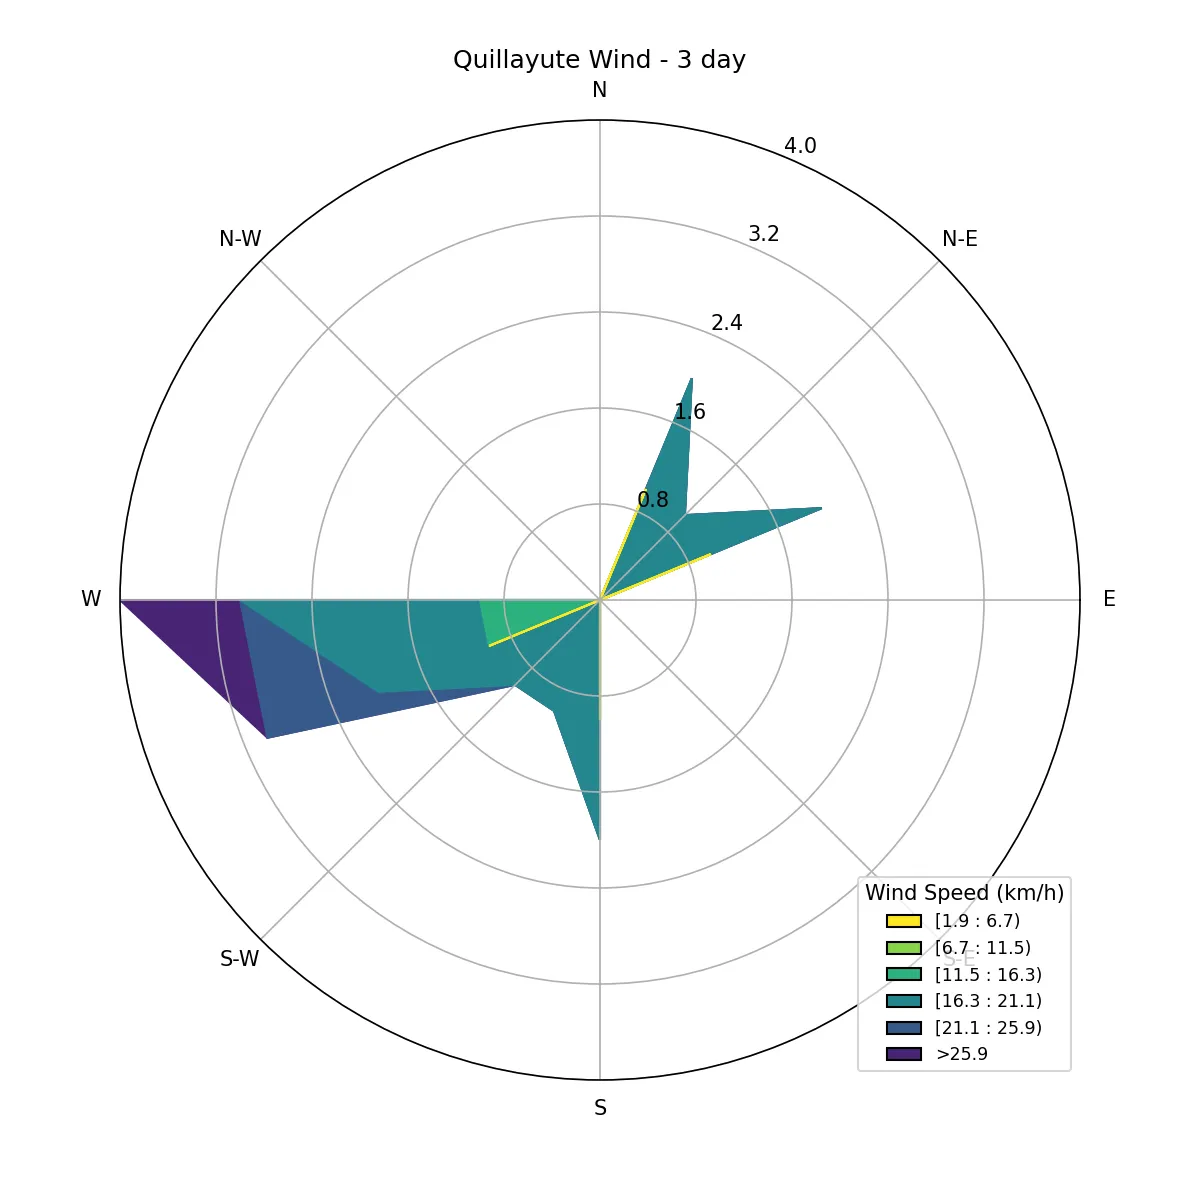 Quillayute Wind - 3 day
N
4.0
N-W
3.2
N-E
2.4
1.6
0.8
W
E
S-W
S-E
S
Wind Speed (km/h)
[1.9 : 6.7)
[6.7 : 11.5)
[11.5 : 16.3)
[16.3 : 21.1)
[21.1 : 25.9)
>25.9